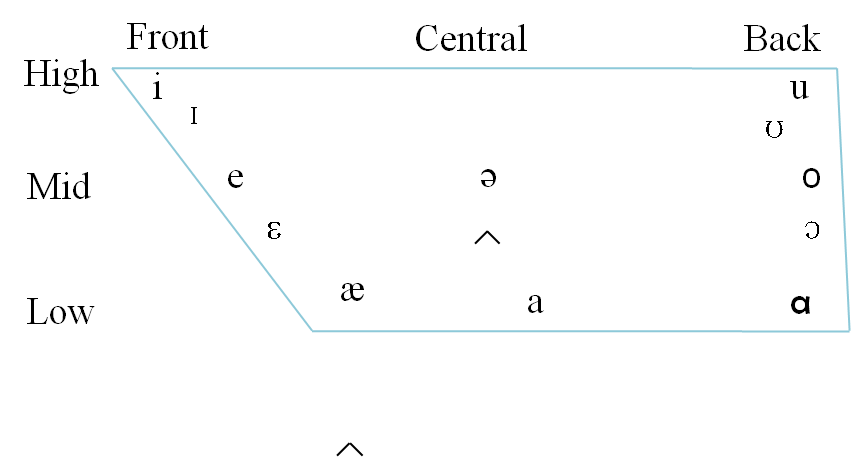 Front Central Back
High i u
ɪ ʊ
Mid e ə o
ɛ ʌ ɔ
æ
Low a ɑ
ʌ